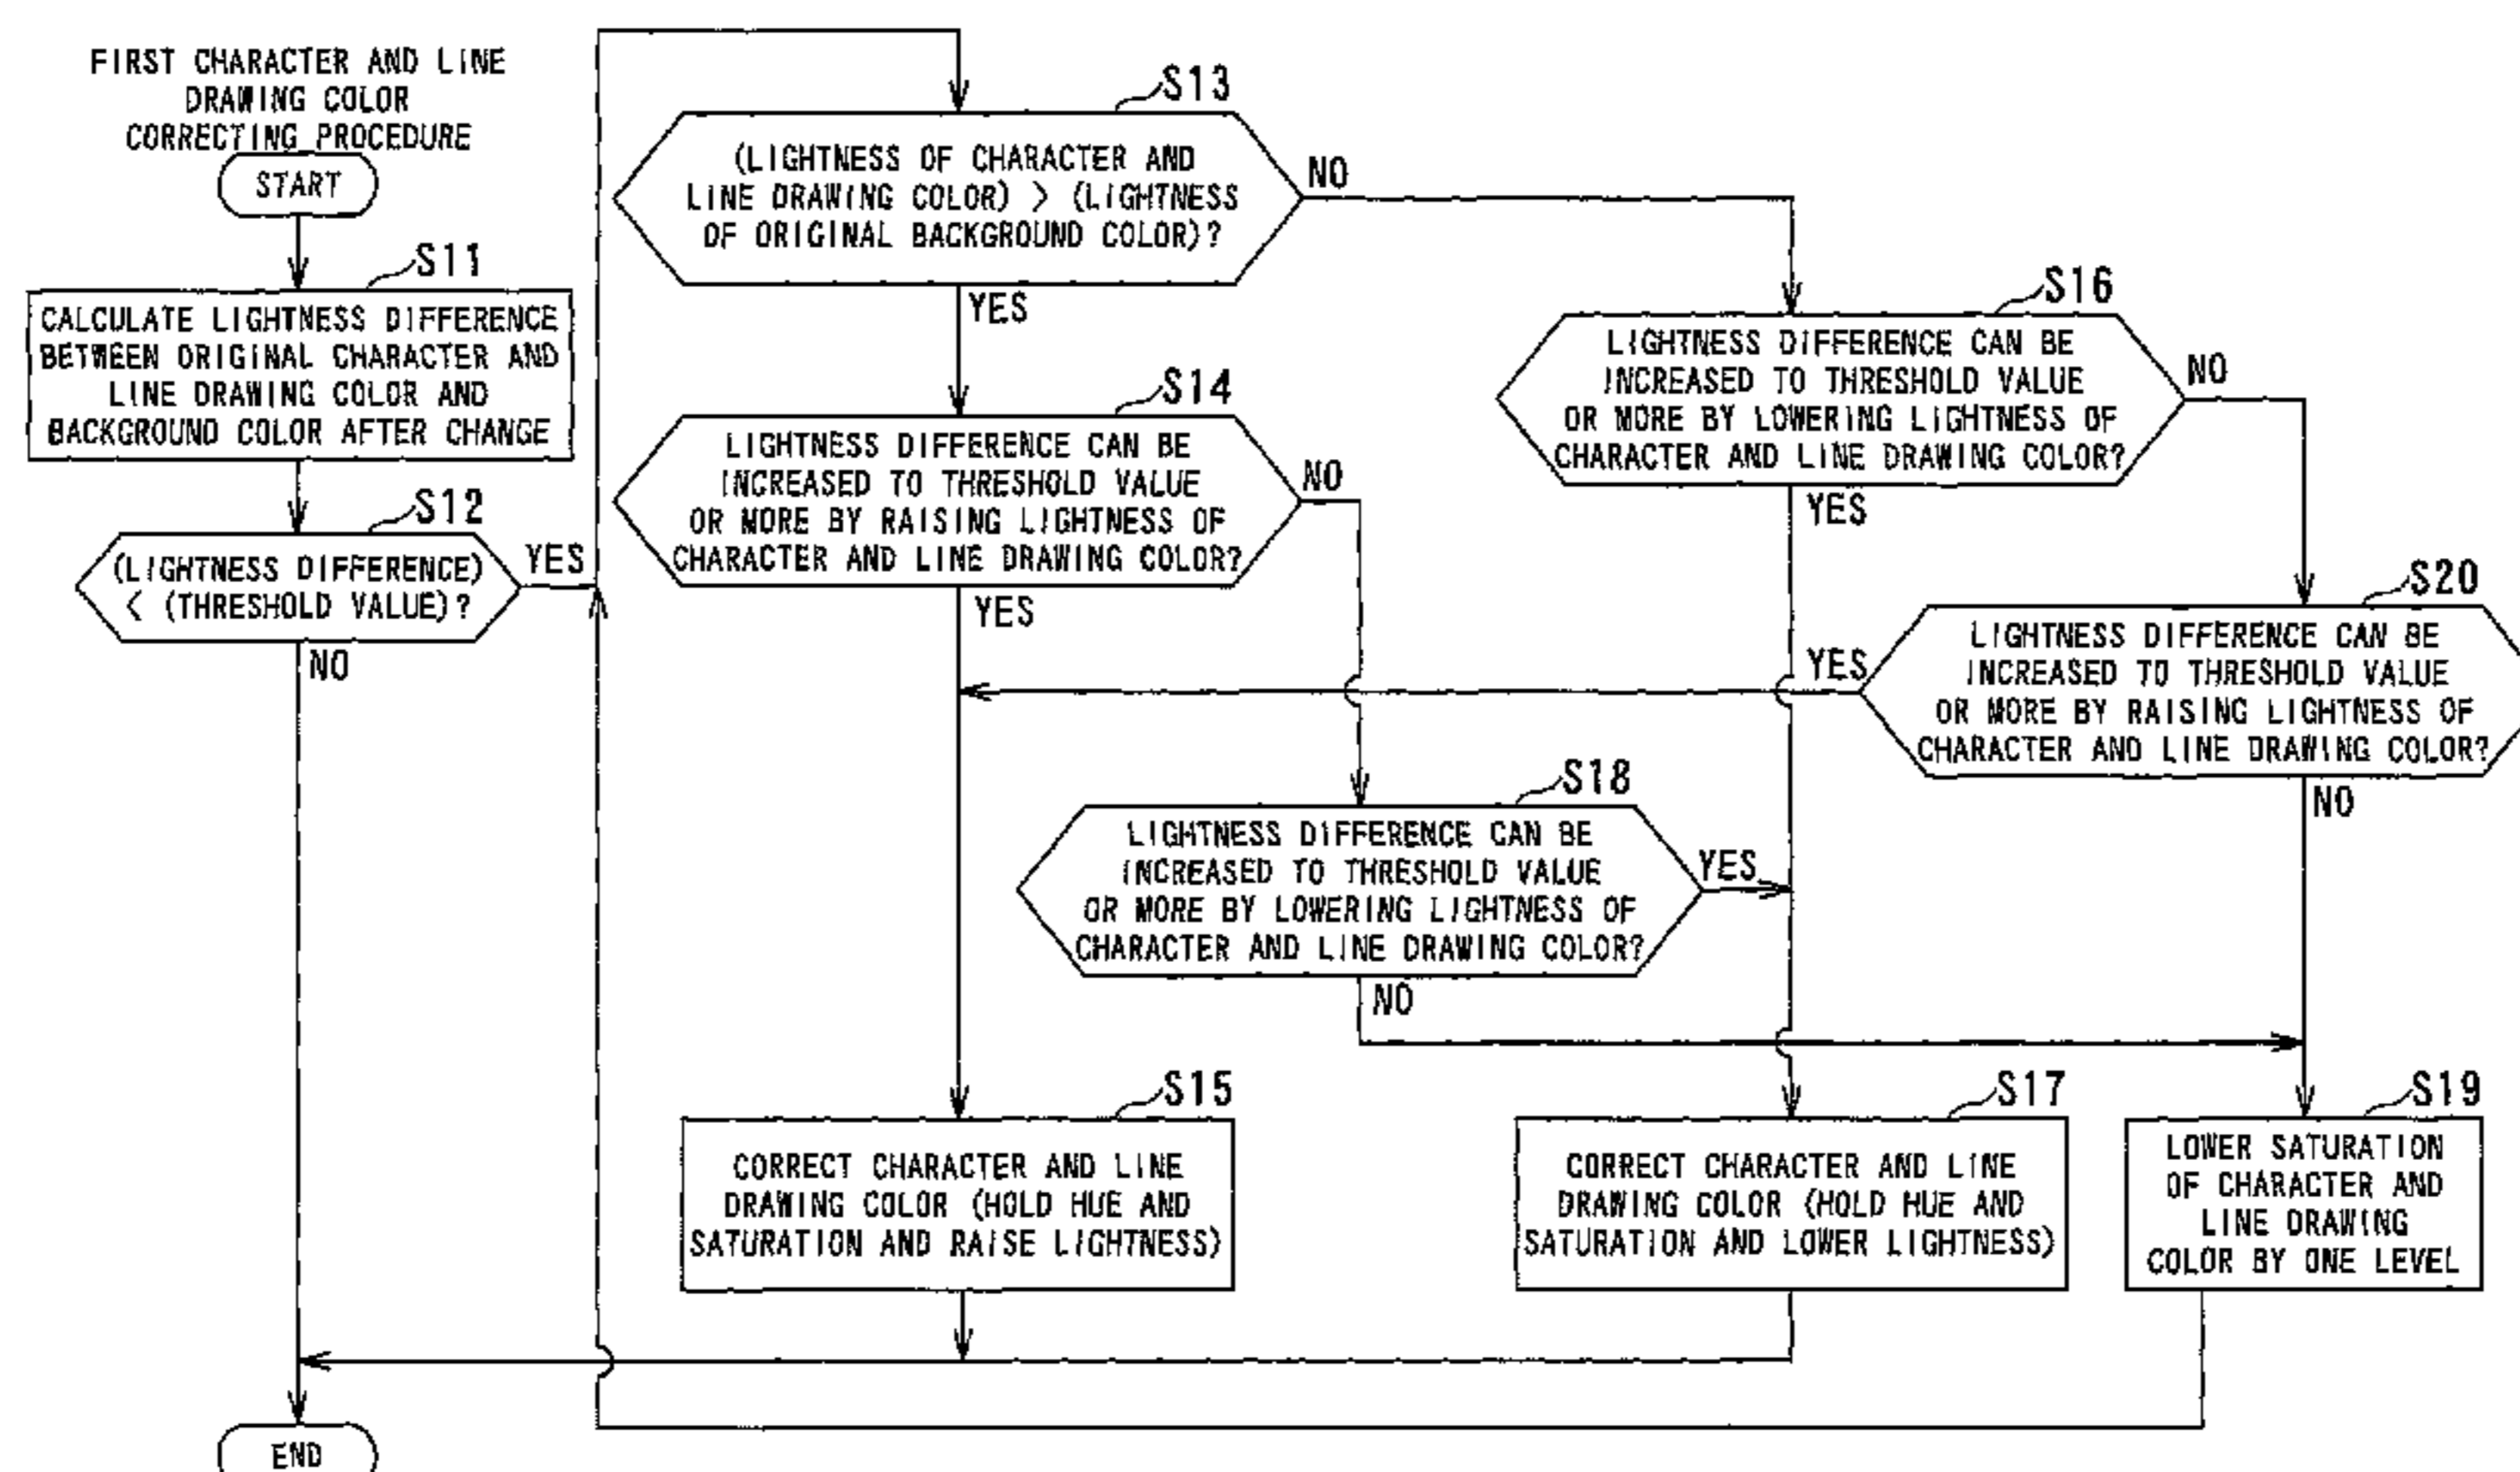 FIRST CHARACTER AND LINE
DRAWING COLOR
CORRECTING PROCEDURE
START
S11
CALCULATE LIGHTNESS DIFFERENCE
BETWEEN ORIGINAL CHARACTER AND
LINE DRAWING COLOR AND
BACKGROUND COLOR AFTER CHANGE
S12
(LIGHTNESS DIFFERENCE)
< (THRESHOLD VALUE)?
YES
NO
S13
(LIGHTNESS OF CHARACTER AND
LINE DRAWING COLOR) > (LIGHTNESS
OF ORIGINAL BACKGROUND COLOR)?
NO
YES
S14
LIGHTNESS DIFFERENCE CAN BE
INCREASED TO THRESHOLD VALUE
OR MORE BY RAISING LIGHTNESS OF
CHARACTER AND LINE DRAWING COLOR?
NO
YES
S16
LIGHTNESS DIFFERENCE CAN BE
INCREASED TO THRESHOLD VALUE
OR MORE BY LOWERING LIGHTNESS OF
CHARACTER AND LINE DRAWING COLOR?
NO
YES
S20
LIGHTNESS DIFFERENCE CAN BE
INCREASED TO THRESHOLD VALUE
OR MORE BY RAISING LIGHTNESS OF
CHARACTER AND LINE DRAWING COLOR?
YES
NO
S18
LIGHTNESS DIFFERENCE CAN BE
INCREASED TO THRESHOLD VALUE
OR MORE BY LOWERING LIGHTNESS OF
CHARACTER AND LINE DRAWING COLOR?
YES
NO
S15
CORRECT CHARACTER AND LINE
DRAWING COLOR (HOLD HUE AND
SATURATION AND RAISE LIGHTNESS)
S17
CORRECT CHARACTER AND LINE
DRAWING COLOR (HOLD HUE AND
SATURATION AND LOWER LIGHTNESS)
S19
LOWER SATURATION
OF CHARACTER AND
LINE DRAWING
COLOR BY ONE LEVEL
END